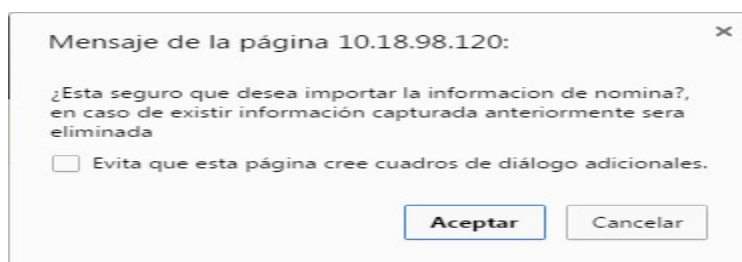 Mensaje de la página 10.18.98.120:
¿Esta seguro que desea importar la informacion de nomina?,
en caso de existir información capturada anteriormente sera
eliminada
Evita que esta página cree cuadros de diálogo adicionales.
Aceptar
Cancelar